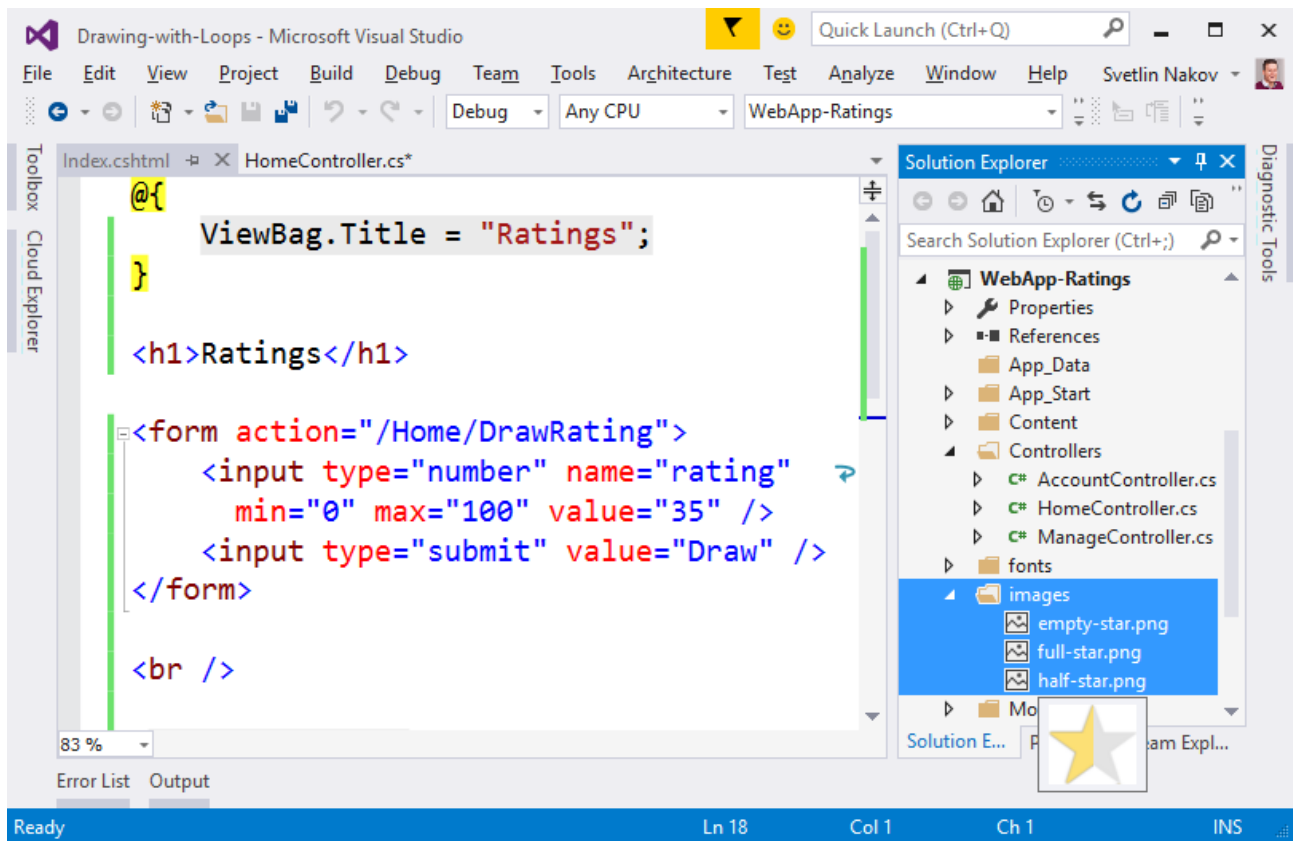 Drawing-with-Loops - Microsoft Visual Studio
Quick Launch (Ctrl+Q)
File Edit View Project Build Debug Team Tools Architecture Test Analyze Window Help Svetlin Nakov
Debug Any CPU WebApp-Ratings
Toolbox
Cloud Explorer
Index.cshtml HomeController.cs*
@{
ViewBag.Title = "Ratings";
}
<h1>Ratings</h1>
<form action="/Home/DrawRating">
<input type="number" name="rating"
min="0" max="100" value="35" />
<input type="submit" value="Draw" />
</form>
<br />
83 %
Solution Explorer
Search Solution Explorer (Ctrl+;)
WebApp-Ratings
Properties
References
App_Data
App_Start
Content
Controllers
C# AccountController.cs
C# HomeController.cs
C# ManageController.cs
fonts
images
empty-star.png
full-star.png
half-star.png
Mo
Solution E... P eam Expl...
Diagnostic Tools
Error List Output
Ready Ln 18 Col 1 Ch 1 INS